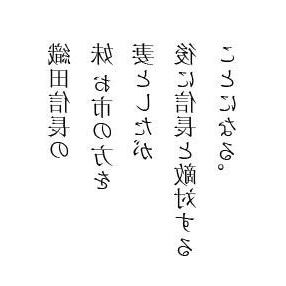 織田信長の
妹 お市の方を
妻としたが
後に信長と敵対する
ことになる。